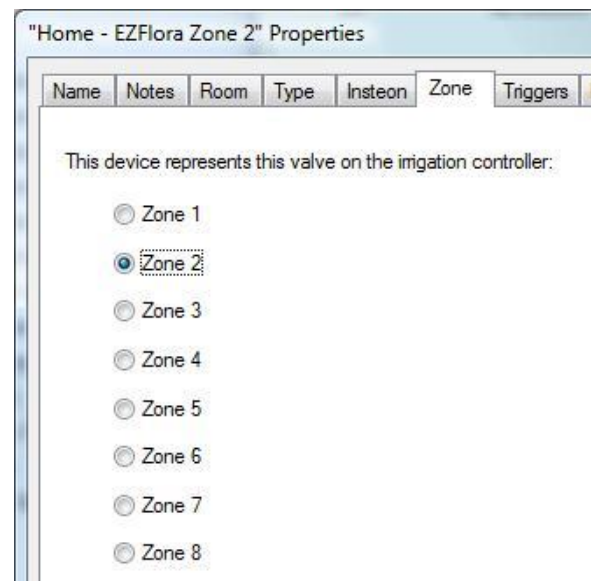 "Home - EZFlora Zone 2" Properties
Name Notes Room Type Insteon Zone Triggers
This device represents this valve on the irrigation controller:
Zone 1
Zone 2
Zone 3
Zone 4
Zone 5
Zone 6
Zone 7
Zone 8